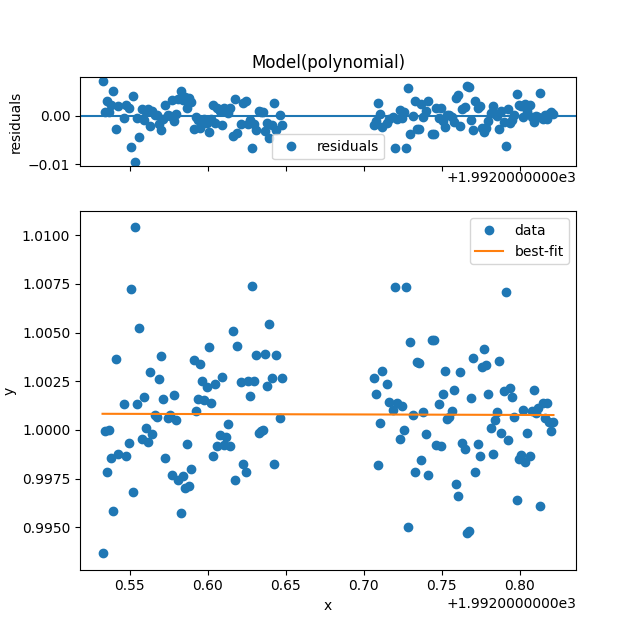 Model(polynomial)
residuals
0.00
−0.01
residuals
+1.9920000000e3
y
1.0100
1.0075
1.0050
1.0025
1.0000
0.9975
0.9950
data
best-fit
0.55
0.60
0.65
0.70
0.75
0.80
x
+1.9920000000e3